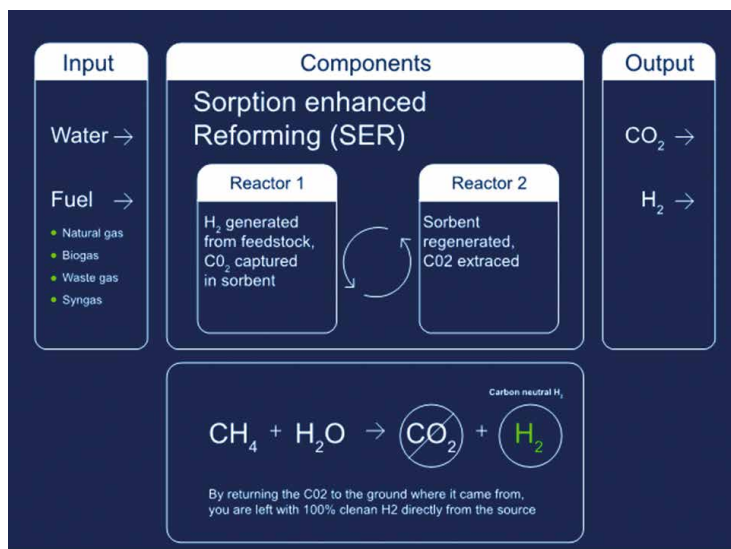 Input
Water →
Fuel →
• Natural gas
• Biogas
• Waste gas
• Syngas
Components
Sorption enhanced
Reforming (SER)
Reactor 1
H₂ generated
from feedstock,
C0₂ captured
in sorbent
Reactor 2
Sorbent
regenerated,
C02 extraced
Output
CO₂ →
H₂ →
Carbon neutral H₂
CH₄ + H₂O → CO₂ + H₂
By returning the C02 to the ground where it came from,
you are left with 100% clenan H2 directly from the source